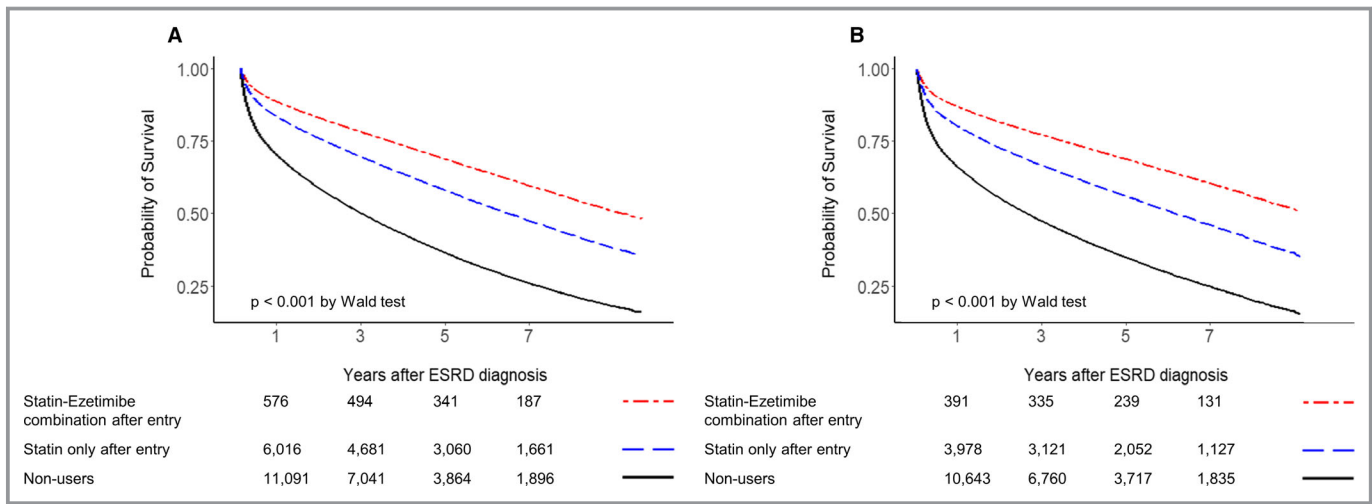 A
Probability of Survival
1.00
0.75
0.50
0.25
p < 0.001 by Wald test
1 3 5 7
Years after ESRD diagnosis
Statin-Ezetimibe
combination after entry
576 494 341 187
Statin only after entry 6,016 4,681 3,060 1,661
Non-users 11,091 7,041 3,864 1,896
B
Probability of Survival
1.00
0.75
0.50
0.25
p < 0.001 by Wald test
1 3 5 7
Years after ESRD diagnosis
Statin-Ezetimibe
combination after entry
391 335 239 131
Statin only after entry 3,978 3,121 2,052 1,127
Non-users 10,643 6,760 3,717 1,835